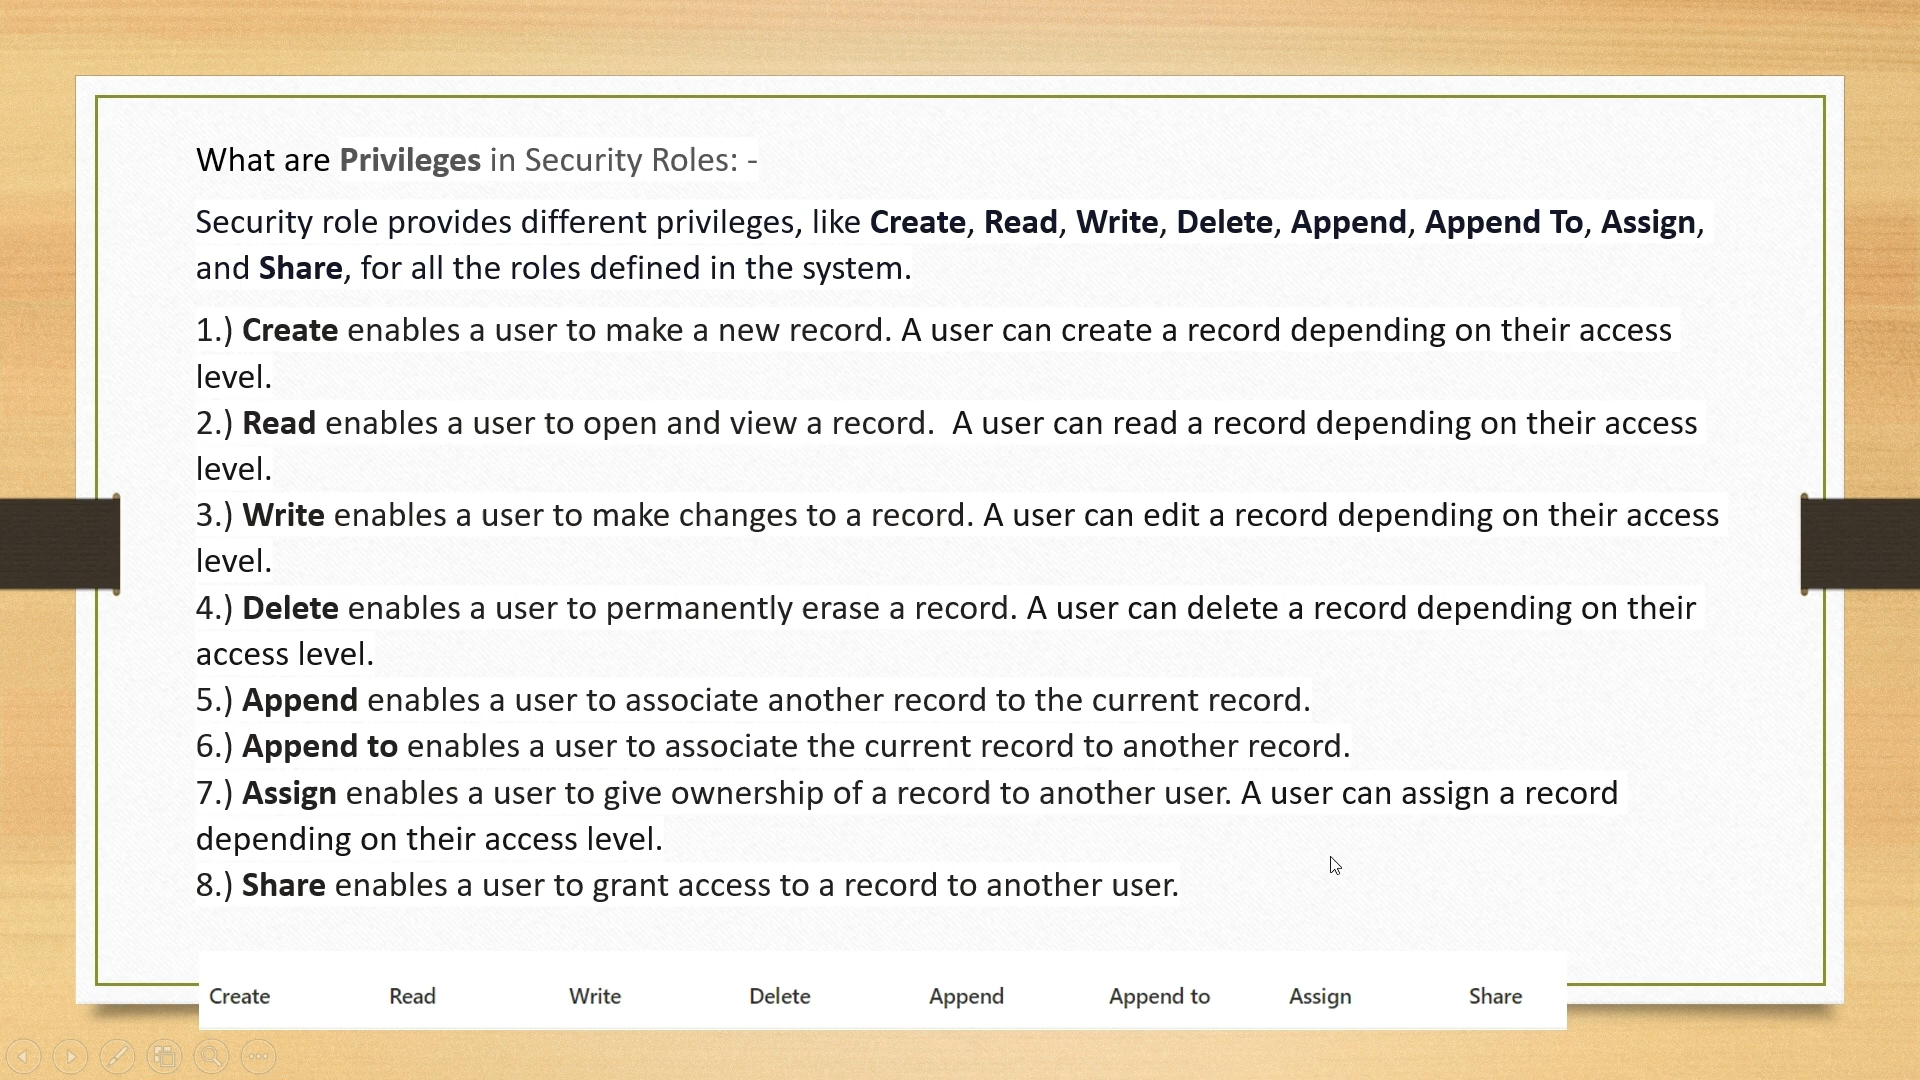 What are Privileges in Security Roles: -
Security role provides different privileges, like Create, Read, Write, Delete, Append, Append To, Assign,
and Share, for all the roles defined in the system.
1.) Create enables a user to make a new record. A user can create a record depending on their access
level.
2.) Read enables a user to open and view a record.  A user can read a record depending on their access
level.
3.) Write enables a user to make changes to a record. A user can edit a record depending on their access
level.
4.) Delete enables a user to permanently erase a record. A user can delete a record depending on their
access level.
5.) Append enables a user to associate another record to the current record.
6.) Append to enables a user to associate the current record to another record.
7.) Assign enables a user to give ownership of a record to another user. A user can assign a record
depending on their access level.
8.) Share enables a user to grant access to a record to another user.
Create Read Write Delete Append Append to Assign Share